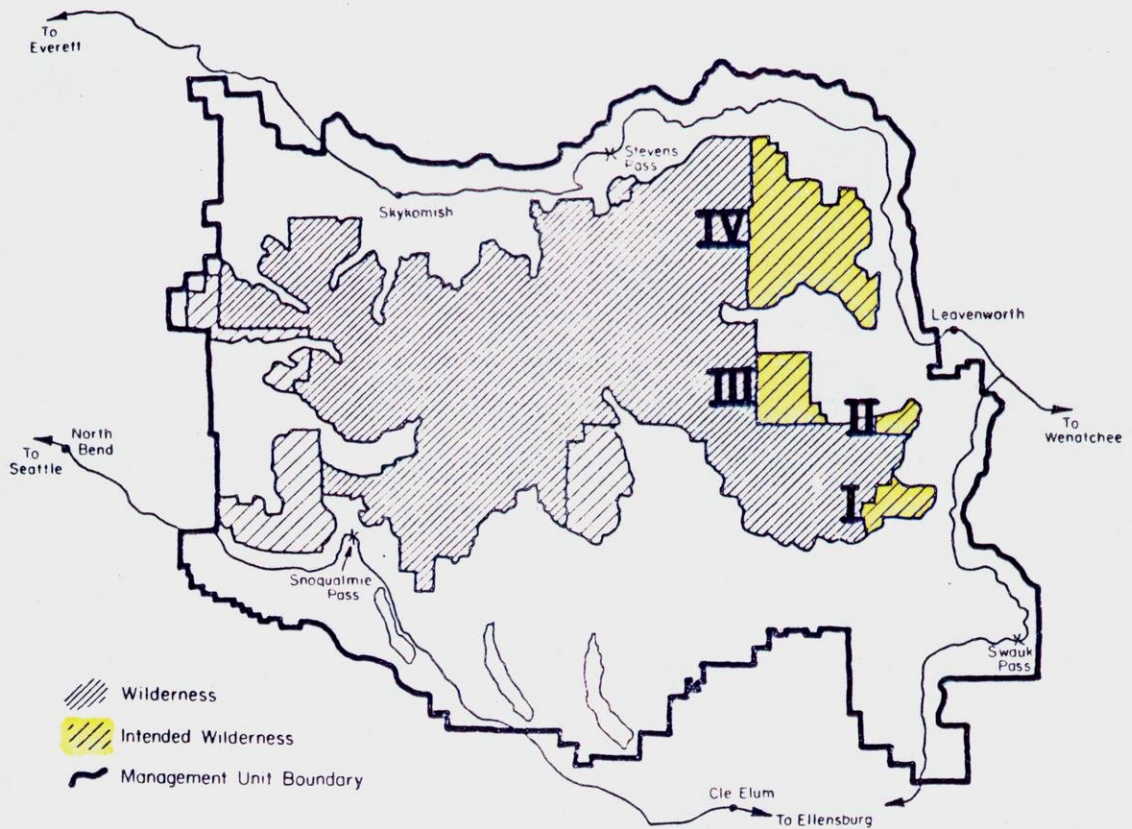 To
Everett
Stevens
Pass
Skykomish
IV
Leavenworth
III
II
To
Wenatchee
North
Bend
To
Seattle
I
Snoqualmie
Pass
Swauk
Pass
Wilderness
Intended Wilderness
Management Unit Boundary
Cle Elum
To Ellensburg